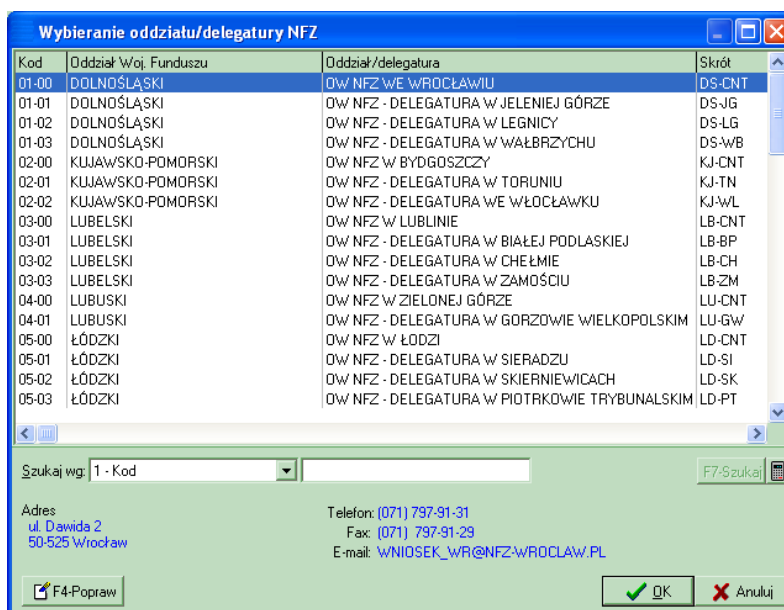 Wybieranie oddziału/delegatury NFZ
Kod Oddział Woj. Funduszu Oddział/delegatura Skrót
01-00 DOLNOŚLĄSKI OW NFZ WE WROCŁAWIU DS-CNT
01-01 DOLNOŚLĄSKI OW NFZ - DELEGATURA W JELENIEJ GÓRZE DS-JG
01-02 DOLNOŚLĄSKI OW NFZ - DELEGATURA W LEGNICY DS-LG
01-03 DOLNOŚLĄSKI OW NFZ - DELEGATURA W WAŁBRZYCHU DS-WB
02-00 KUJAWSKO-POMORSKI OW NFZ W BYDGOSZCZY KJ-CNT
02-01 KUJAWSKO-POMORSKI OW NFZ - DELEGATURA W TORUNIU KJ-TN
02-02 KUJAWSKO-POMORSKI OW NFZ - DELEGATURA WE WŁOCŁAWKU KJ-WL
03-00 LUBELSKI OW NFZ W LUBLINIE LB-CNT
03-01 LUBELSKI OW NFZ - DELEGATURA W BIAŁEJ PODLASKIEJ LB-BP
03-02 LUBELSKI OW NFZ - DELEGATURA W CHEŁMIE LB-CH
03-03 LUBELSKI OW NFZ - DELEGATURA W ZAMOŚCIU LB-ZM
04-00 LUBUSKI OW NFZ W ZIELONEJ GÓRZE LU-CNT
04-01 LUBUSKI OW NFZ - DELEGATURA W GORZOWIE WIELKOPOLSKIM LU-GW
05-00 ŁÓDZKI OW NFZ W ŁODZI LD-CNT
05-01 ŁÓDZKI OW NFZ - DELEGATURA W SIERADZU LD-SI
05-02 ŁÓDZKI OW NFZ - DELEGATURA W SKIERNIEWICACH LD-SK
05-03 ŁÓDZKI OW NFZ - DELEGATURA W PIOTRKOWIE TRYBUNALSKIM LD-PT
Szukaj wg: 1 - Kod F7-Szukaj
Adres Telefon: (071) 797-91-31
ul. Dawida 2 Fax: (071) 797-91-29
50-525 Wrocław E-mail: WNIOSEK_WR@NFZ-WROCLAW.PL
F4-Popraw OK Anuluj